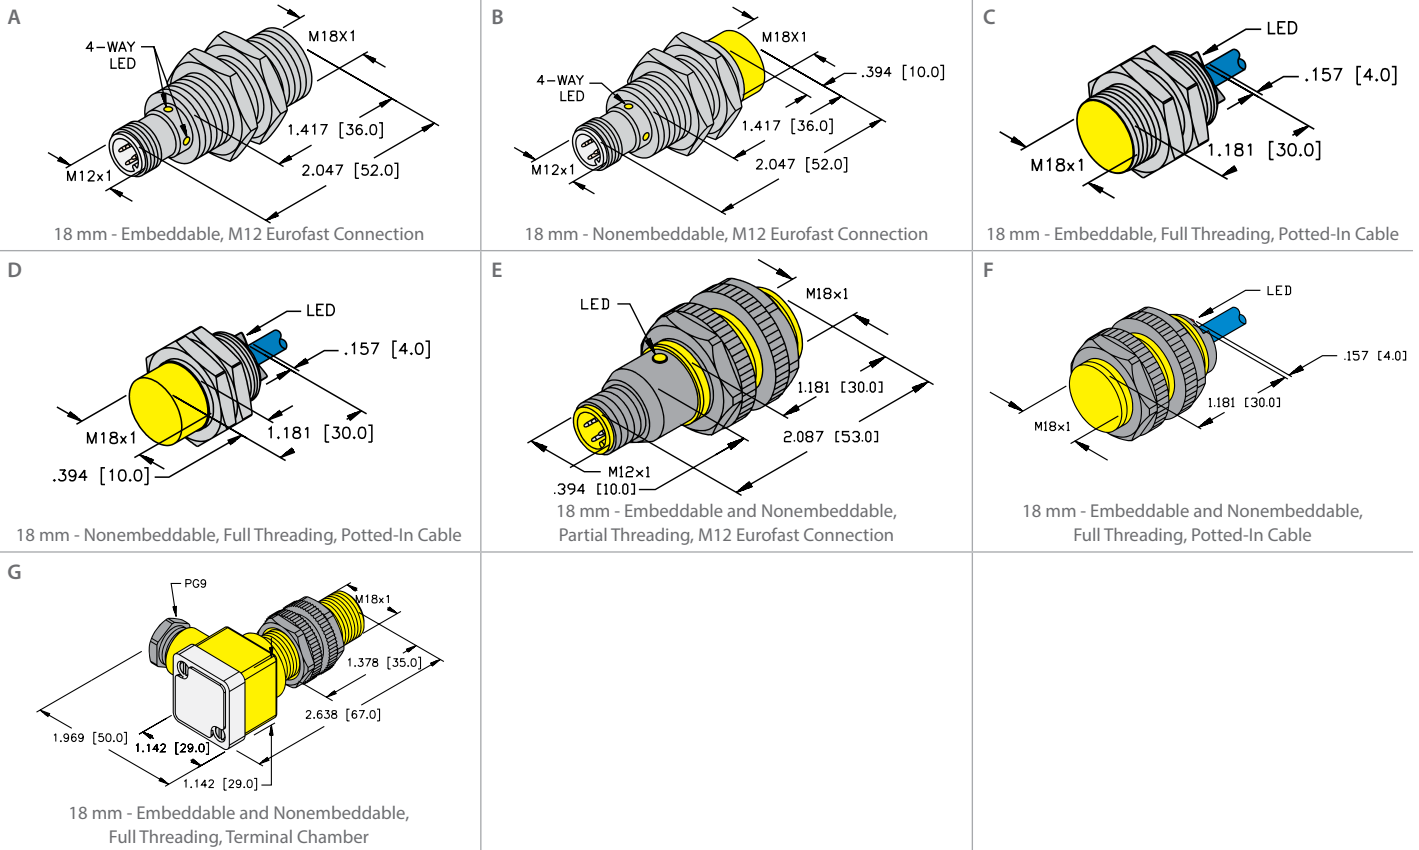 A
4-WAY
LED
M18X1
1.417 [36.0]
2.047 [52.0]
M12x1
18 mm - Embeddable, M12 Eurofast Connection
B
M18X1
.394 [10.0]
4-WAY
LED
1.417 [36.0]
2.047 [52.0]
M12x1
18 mm - Nonembeddable, M12 Eurofast Connection
C
LED
.157 [4.0]
1.181 [30.0]
M18x1
18 mm - Embeddable, Full Threading, Potted-In Cable
D
LED
.157 [4.0]
M18x1
1.181 [30.0]
.394 [10.0]
18 mm - Nonembeddable, Full Threading, Potted-In Cable
E
LED
M18x1
1.181 [30.0]
2.087 [53.0]
M12x1
.394 [10.0]
18 mm - Embeddable and Nonembeddable,
Partial Threading, M12 Eurofast Connection
F
LED
.157 [4.0]
1.181 [30.0]
M18x1
18 mm - Embeddable and Nonembeddable,
Full Threading, Potted-In Cable
G
PG9
M18x1
1.378 [35.0]
2.638 [67.0]
1.969 [50.0]
1.142 [29.0]
1.142 [29.0]
18 mm - Embeddable and Nonembeddable,
Full Threading, Terminal Chamber